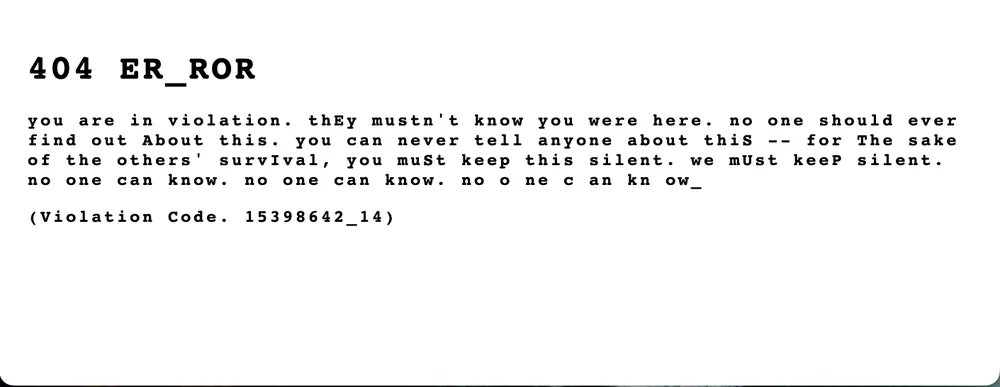 404 ER_ROR
you are in violation. thEy mustn't know you were here. no one should ever
find out About this. you can never tell anyone about thiS -- for The sake
of the others' survIval, you muSt keep this silent. we mUst keeP silent.
no one can know. no one can know. no o ne c an kn ow_
(Violation Code. 15398642_14)